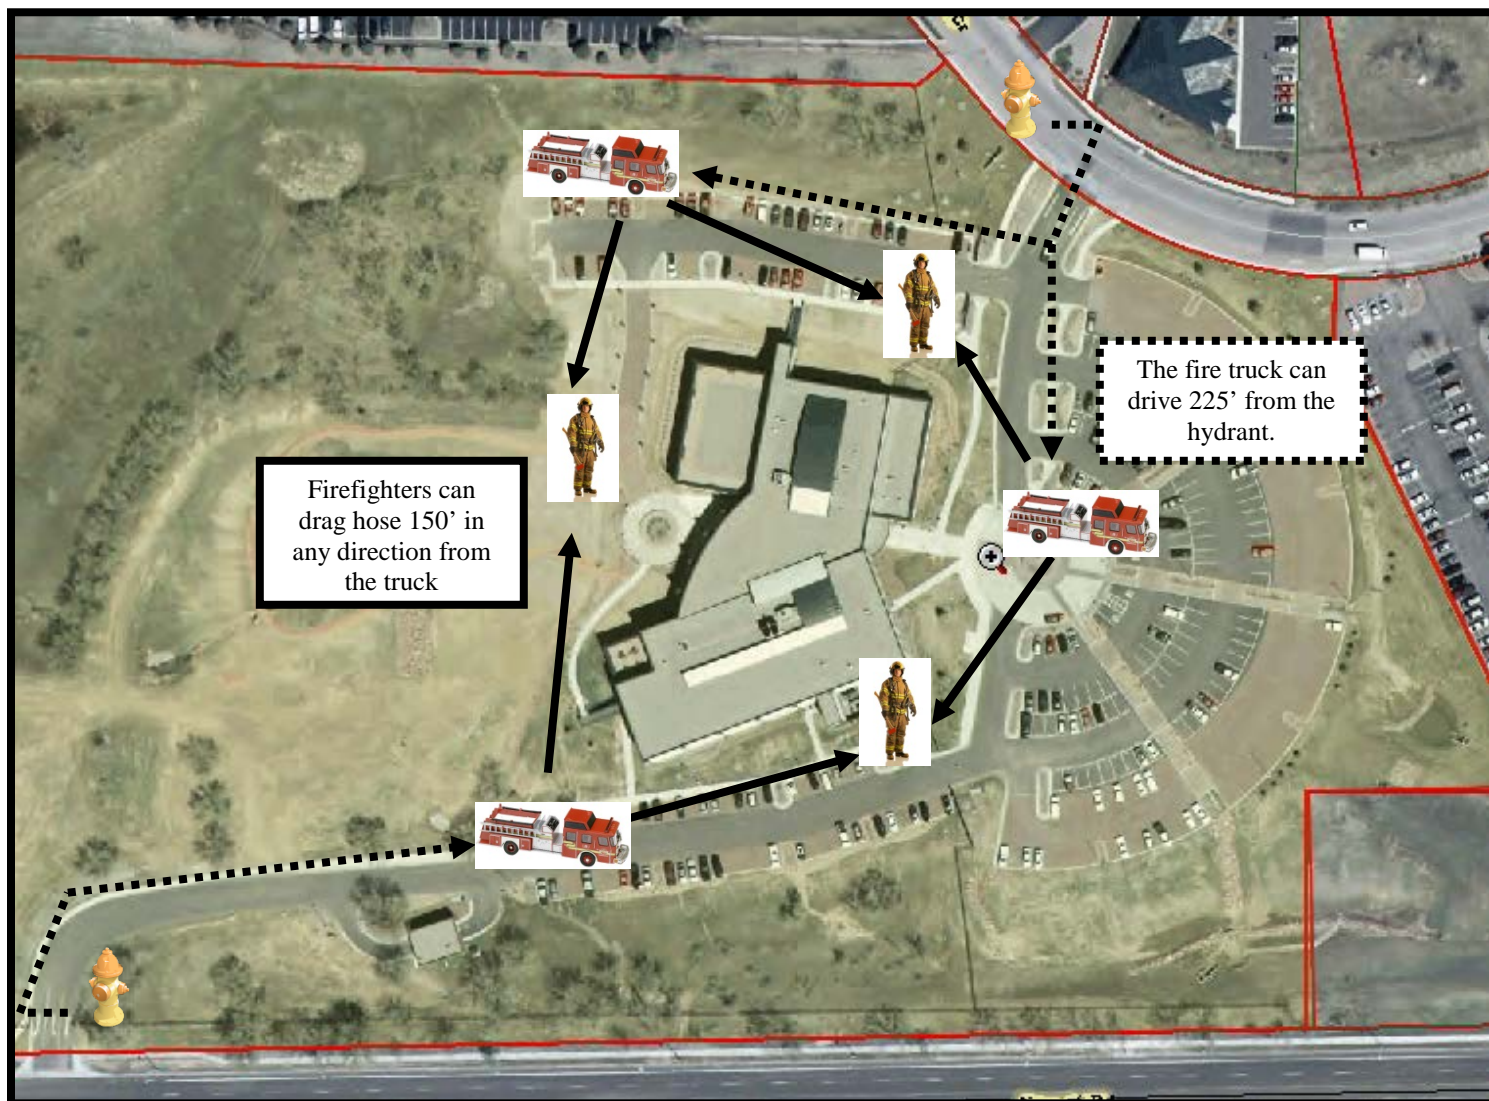 The fire truck can
drive 225’ from the
hydrant.
Firefighters can
drag hose 150’ in
any direction from
the truck